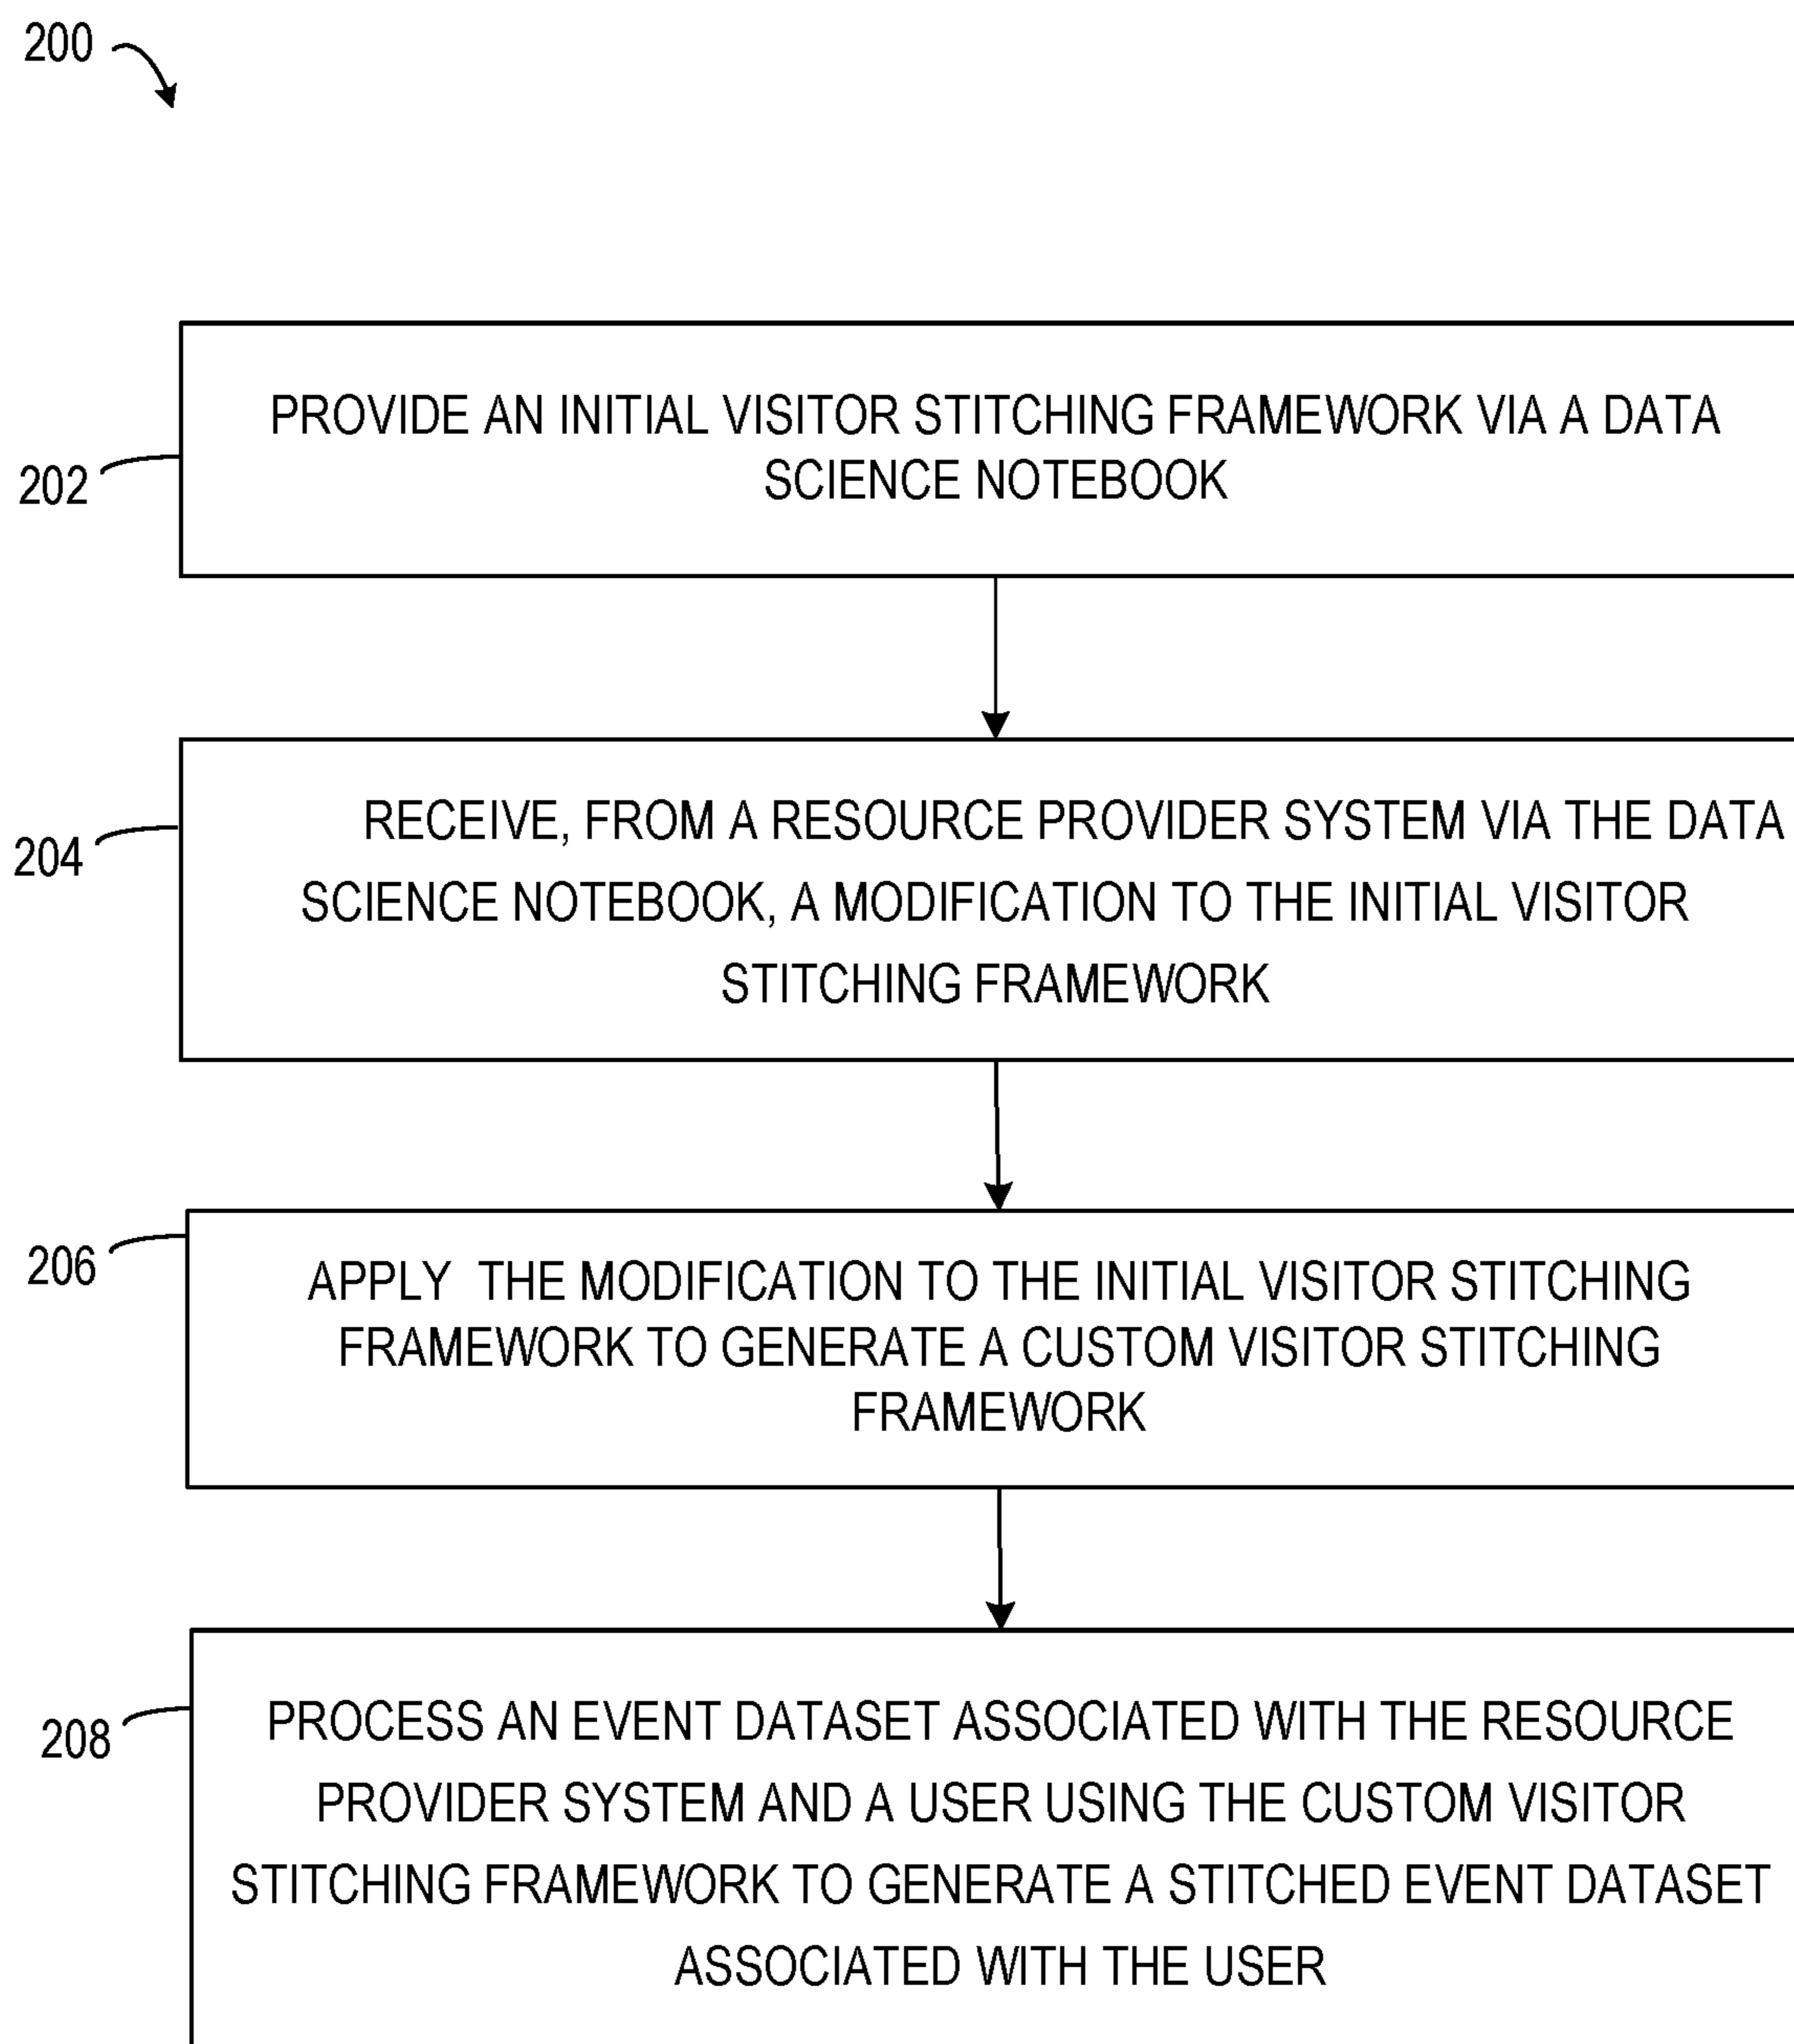 200
PROVIDE AN INITIAL VISITOR STITCHING FRAMEWORK VIA A DATA
SCIENCE NOTEBOOK
202
RECEIVE, FROM A RESOURCE PROVIDER SYSTEM VIA THE DATA
SCIENCE NOTEBOOK, A MODIFICATION TO THE INITIAL VISITOR
STITCHING FRAMEWORK
204
APPLY THE MODIFICATION TO THE INITIAL VISITOR STITCHING
FRAMEWORK TO GENERATE A CUSTOM VISITOR STITCHING
FRAMEWORK
206
PROCESS AN EVENT DATASET ASSOCIATED WITH THE RESOURCE
PROVIDER SYSTEM AND A USER USING THE CUSTOM VISITOR
STITCHING FRAMEWORK TO GENERATE A STITCHED EVENT DATASET
ASSOCIATED WITH THE USER
208